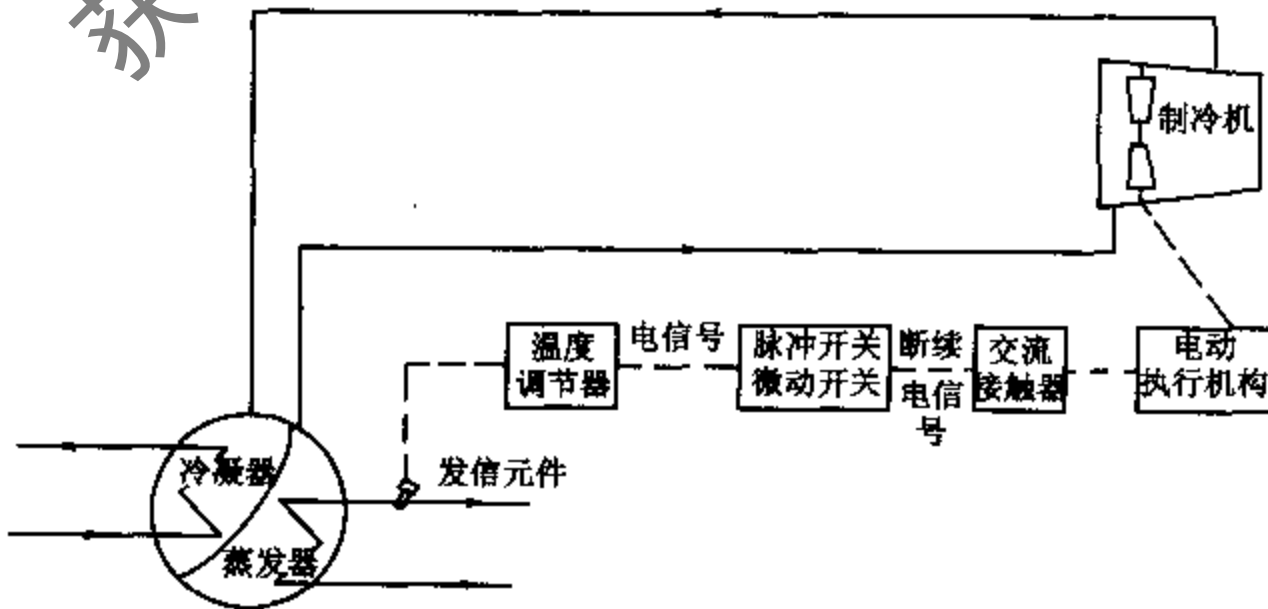 获
制冷机
温度
调节器
电信号
脉冲开关
微动开关
断续
电信
号
交流
接触器
电动
执行机构
冷凝器
发信元件
蒸发器